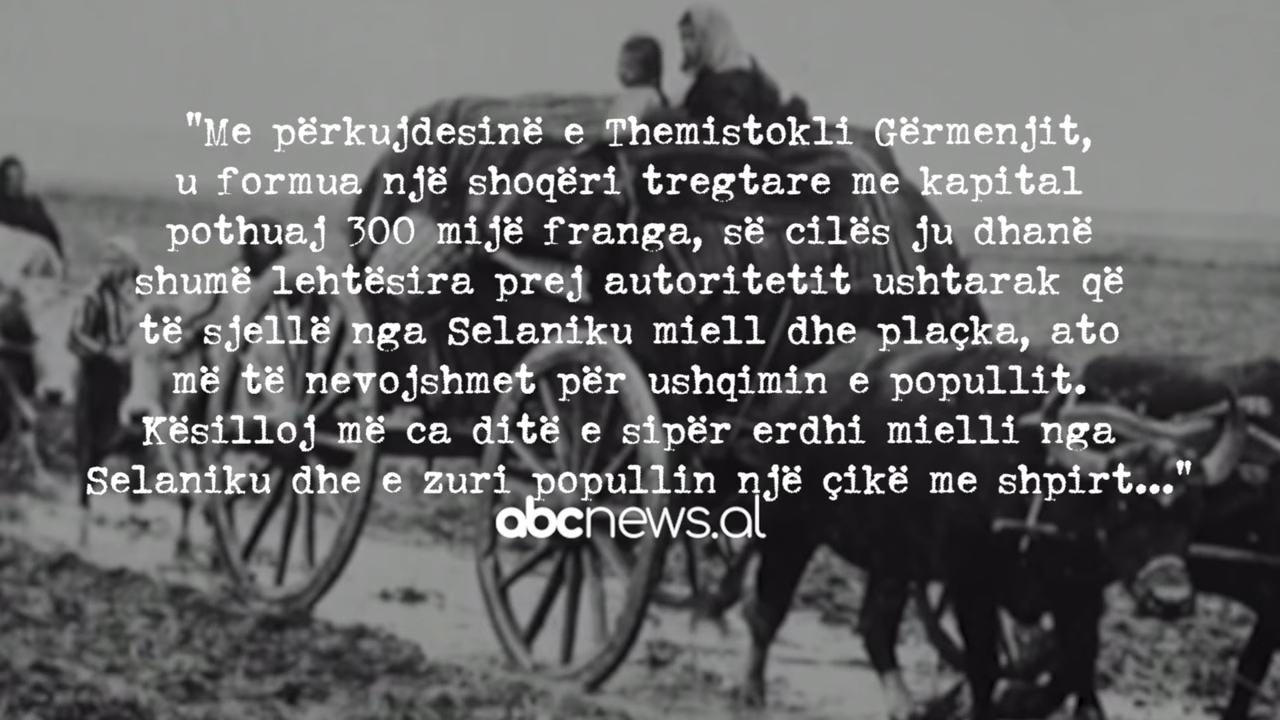 "Me përkujdesinë e Themistokli Gërmenjit,
u formua një shoqëri tregtare me kapital
pothuaj 300 mijë franga, së cilës ju dhanë
shumë lehtësira prej autoritetit ushtarak që
të sjellë nga Selaniku miell dhe plaçka, ato
më të nevojshmet për ushqimin e popullit.
Kësilloj më ca ditë e sipër erdhi mielli nga
Selaniku dhe e zuri popullin një çikë me shpirt..."
abcnews.al